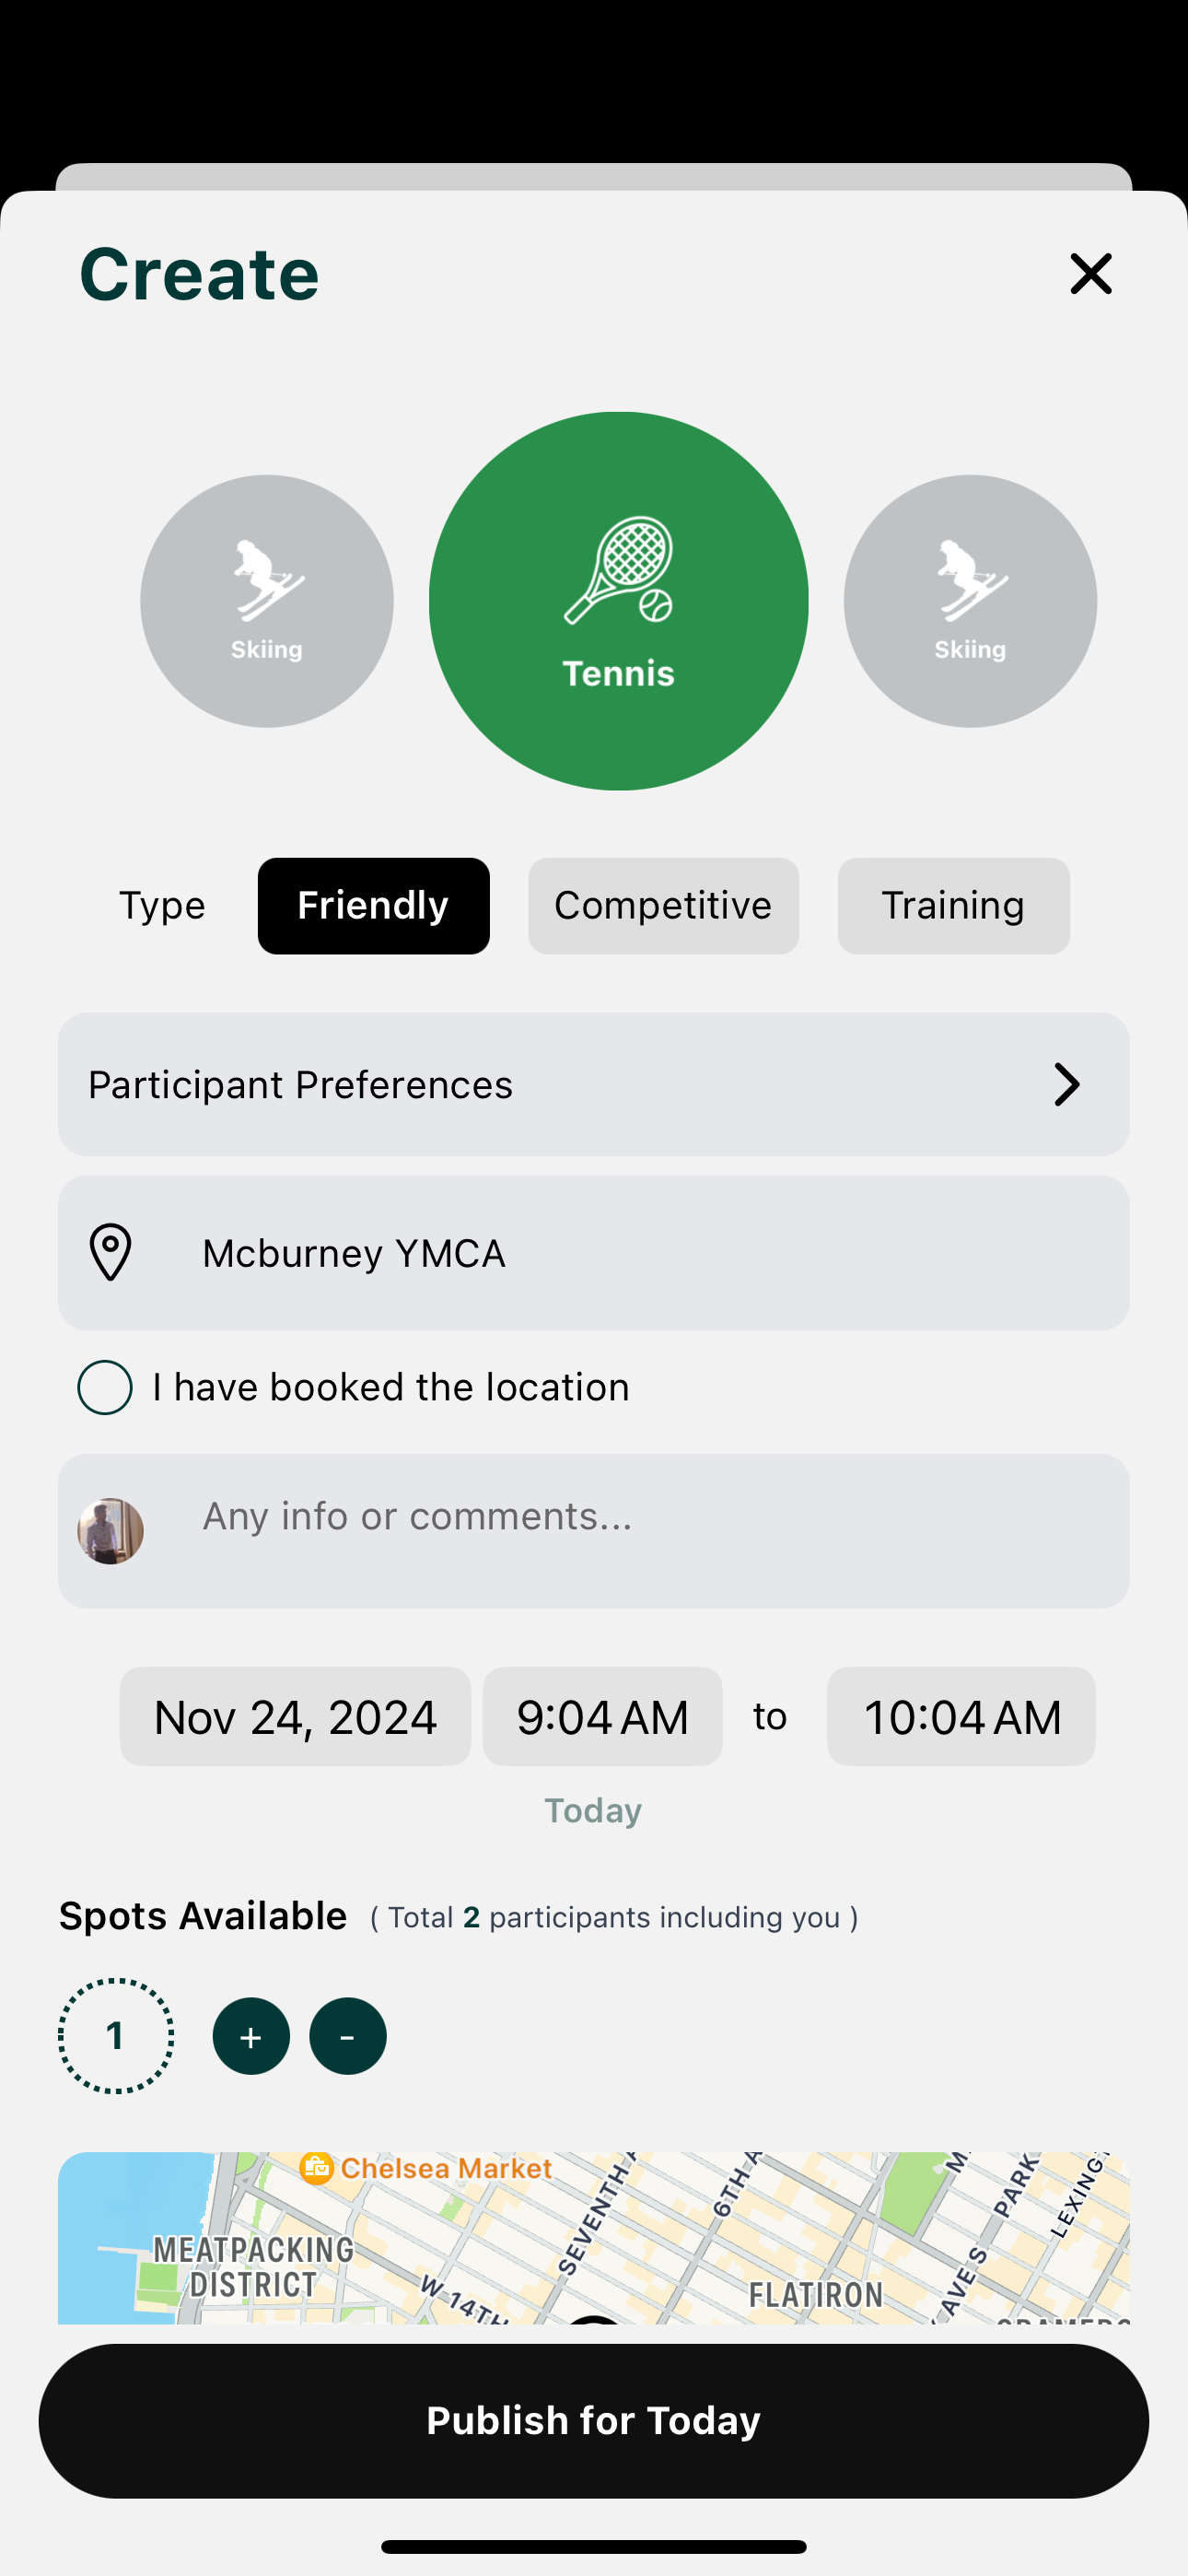 Create
Skiing
Tennis
Skiing
Type
Friendly
Competitive
Training
Participant Preferences
Mcburney YMCA
I have booked the location
Any info or comments...
Nov 24, 2024
9:04 AM
to
10:04 AM
Today
Spots Available ( Total 2 participants including you )
1
+
-
Chelsea Market
SEVENTH A
6TH A
M
PARK
LEXING
MEATPACKING
DISTRICT
W 14TH
FLATIRON
AVE S
Publish for Today